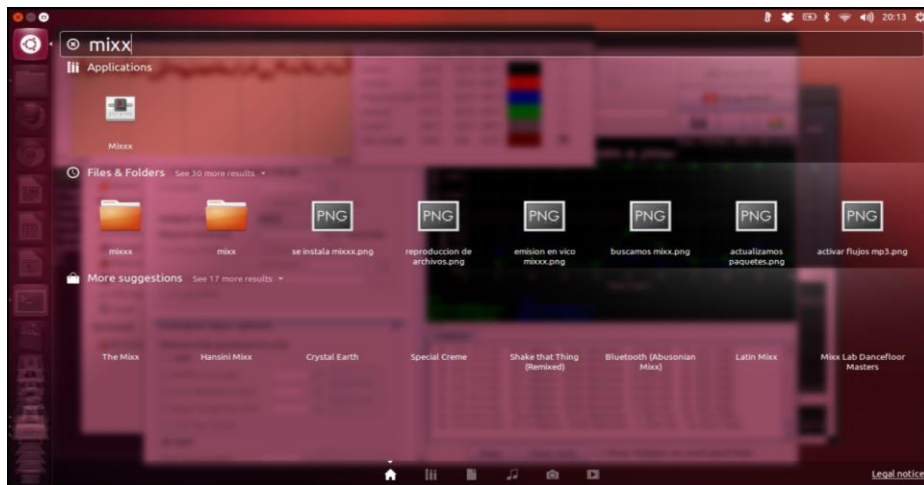 20:13
mixx
Applications
Mixxx
Files & Folders See 30 more results
mixxx
mixx
se instala mixxx.png
reproduccion de
archivos.png
emision en vico
mixxx.png
buscamos mixx.png
actualizamos
paquetes.png
activar flujos mp3.png
PNG
PNG
PNG
PNG
PNG
PNG
More suggestions See 17 more results
The Mixx
Hansini Mixx
Crystal Earth
Special Creme
Shake that Thing
(Remixed)
Bluetooth (Abusonian
Mixx)
Latin Mixx
Mixx Lab Dancefloor
Masters
Legal notice